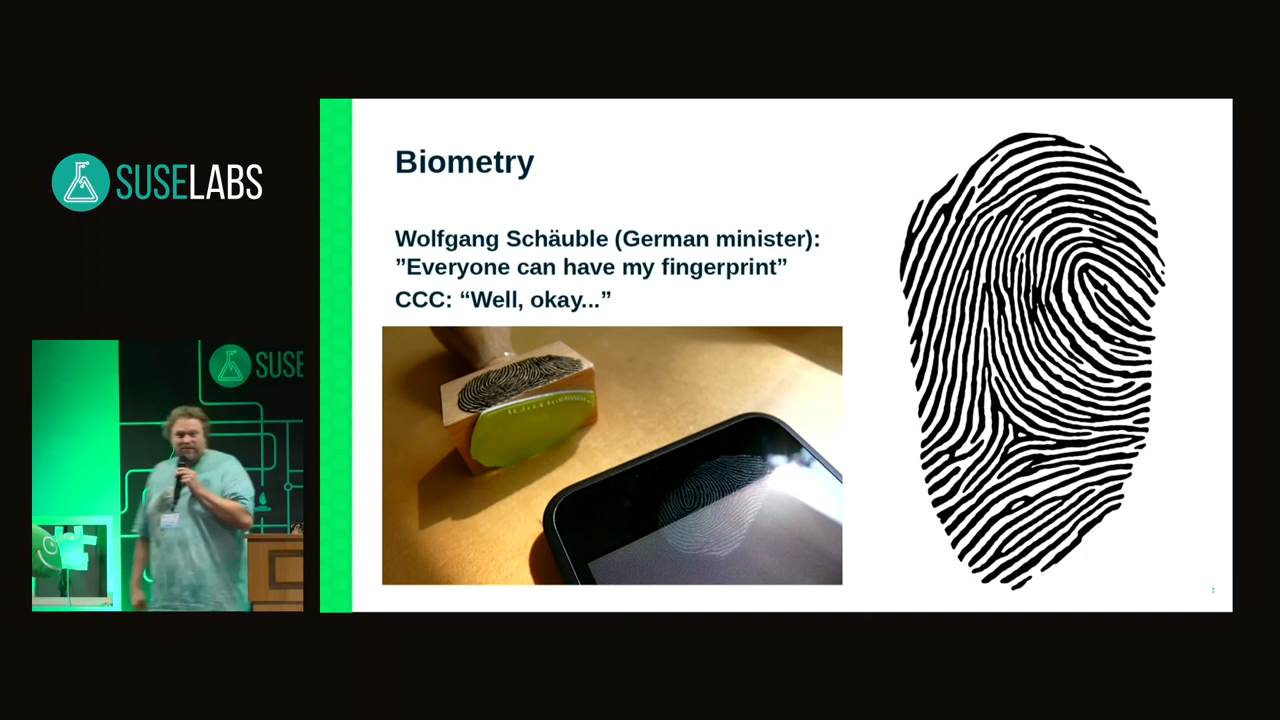 SUSELABS
Biometry
Wolfgang Schäuble (German minister):
”Everyone can have my fingerprint”
CCC: “Well, okay...”
SUSE